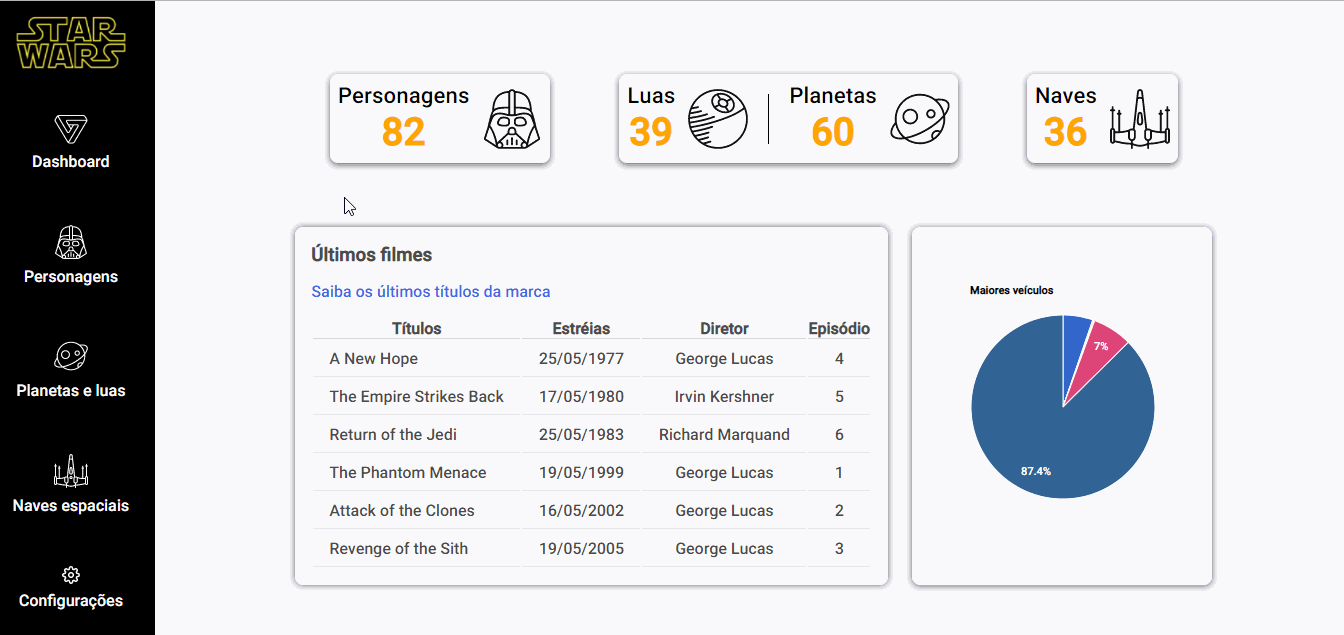 STAR
WARS
Dashboard
Personagens
Planetas e luas
Naves espaciais
Configurações
Personagens
82
Luas
39
Planetas
60
Naves
36
Últimos filmes
Saiba os últimos títulos da marca
Títulos Estréias Diretor Episódio
A New Hope 25/05/1977 George Lucas 4
The Empire Strikes Back 17/05/1980 Irvin Kershner 5
Return of the Jedi 25/05/1983 Richard Marquand 6
The Phantom Menace 19/05/1999 George Lucas 1
Attack of the Clones 16/05/2002 George Lucas 2
Revenge of the Sith 19/05/2005 George Lucas 3
Maiores veículos
7%
87.4%